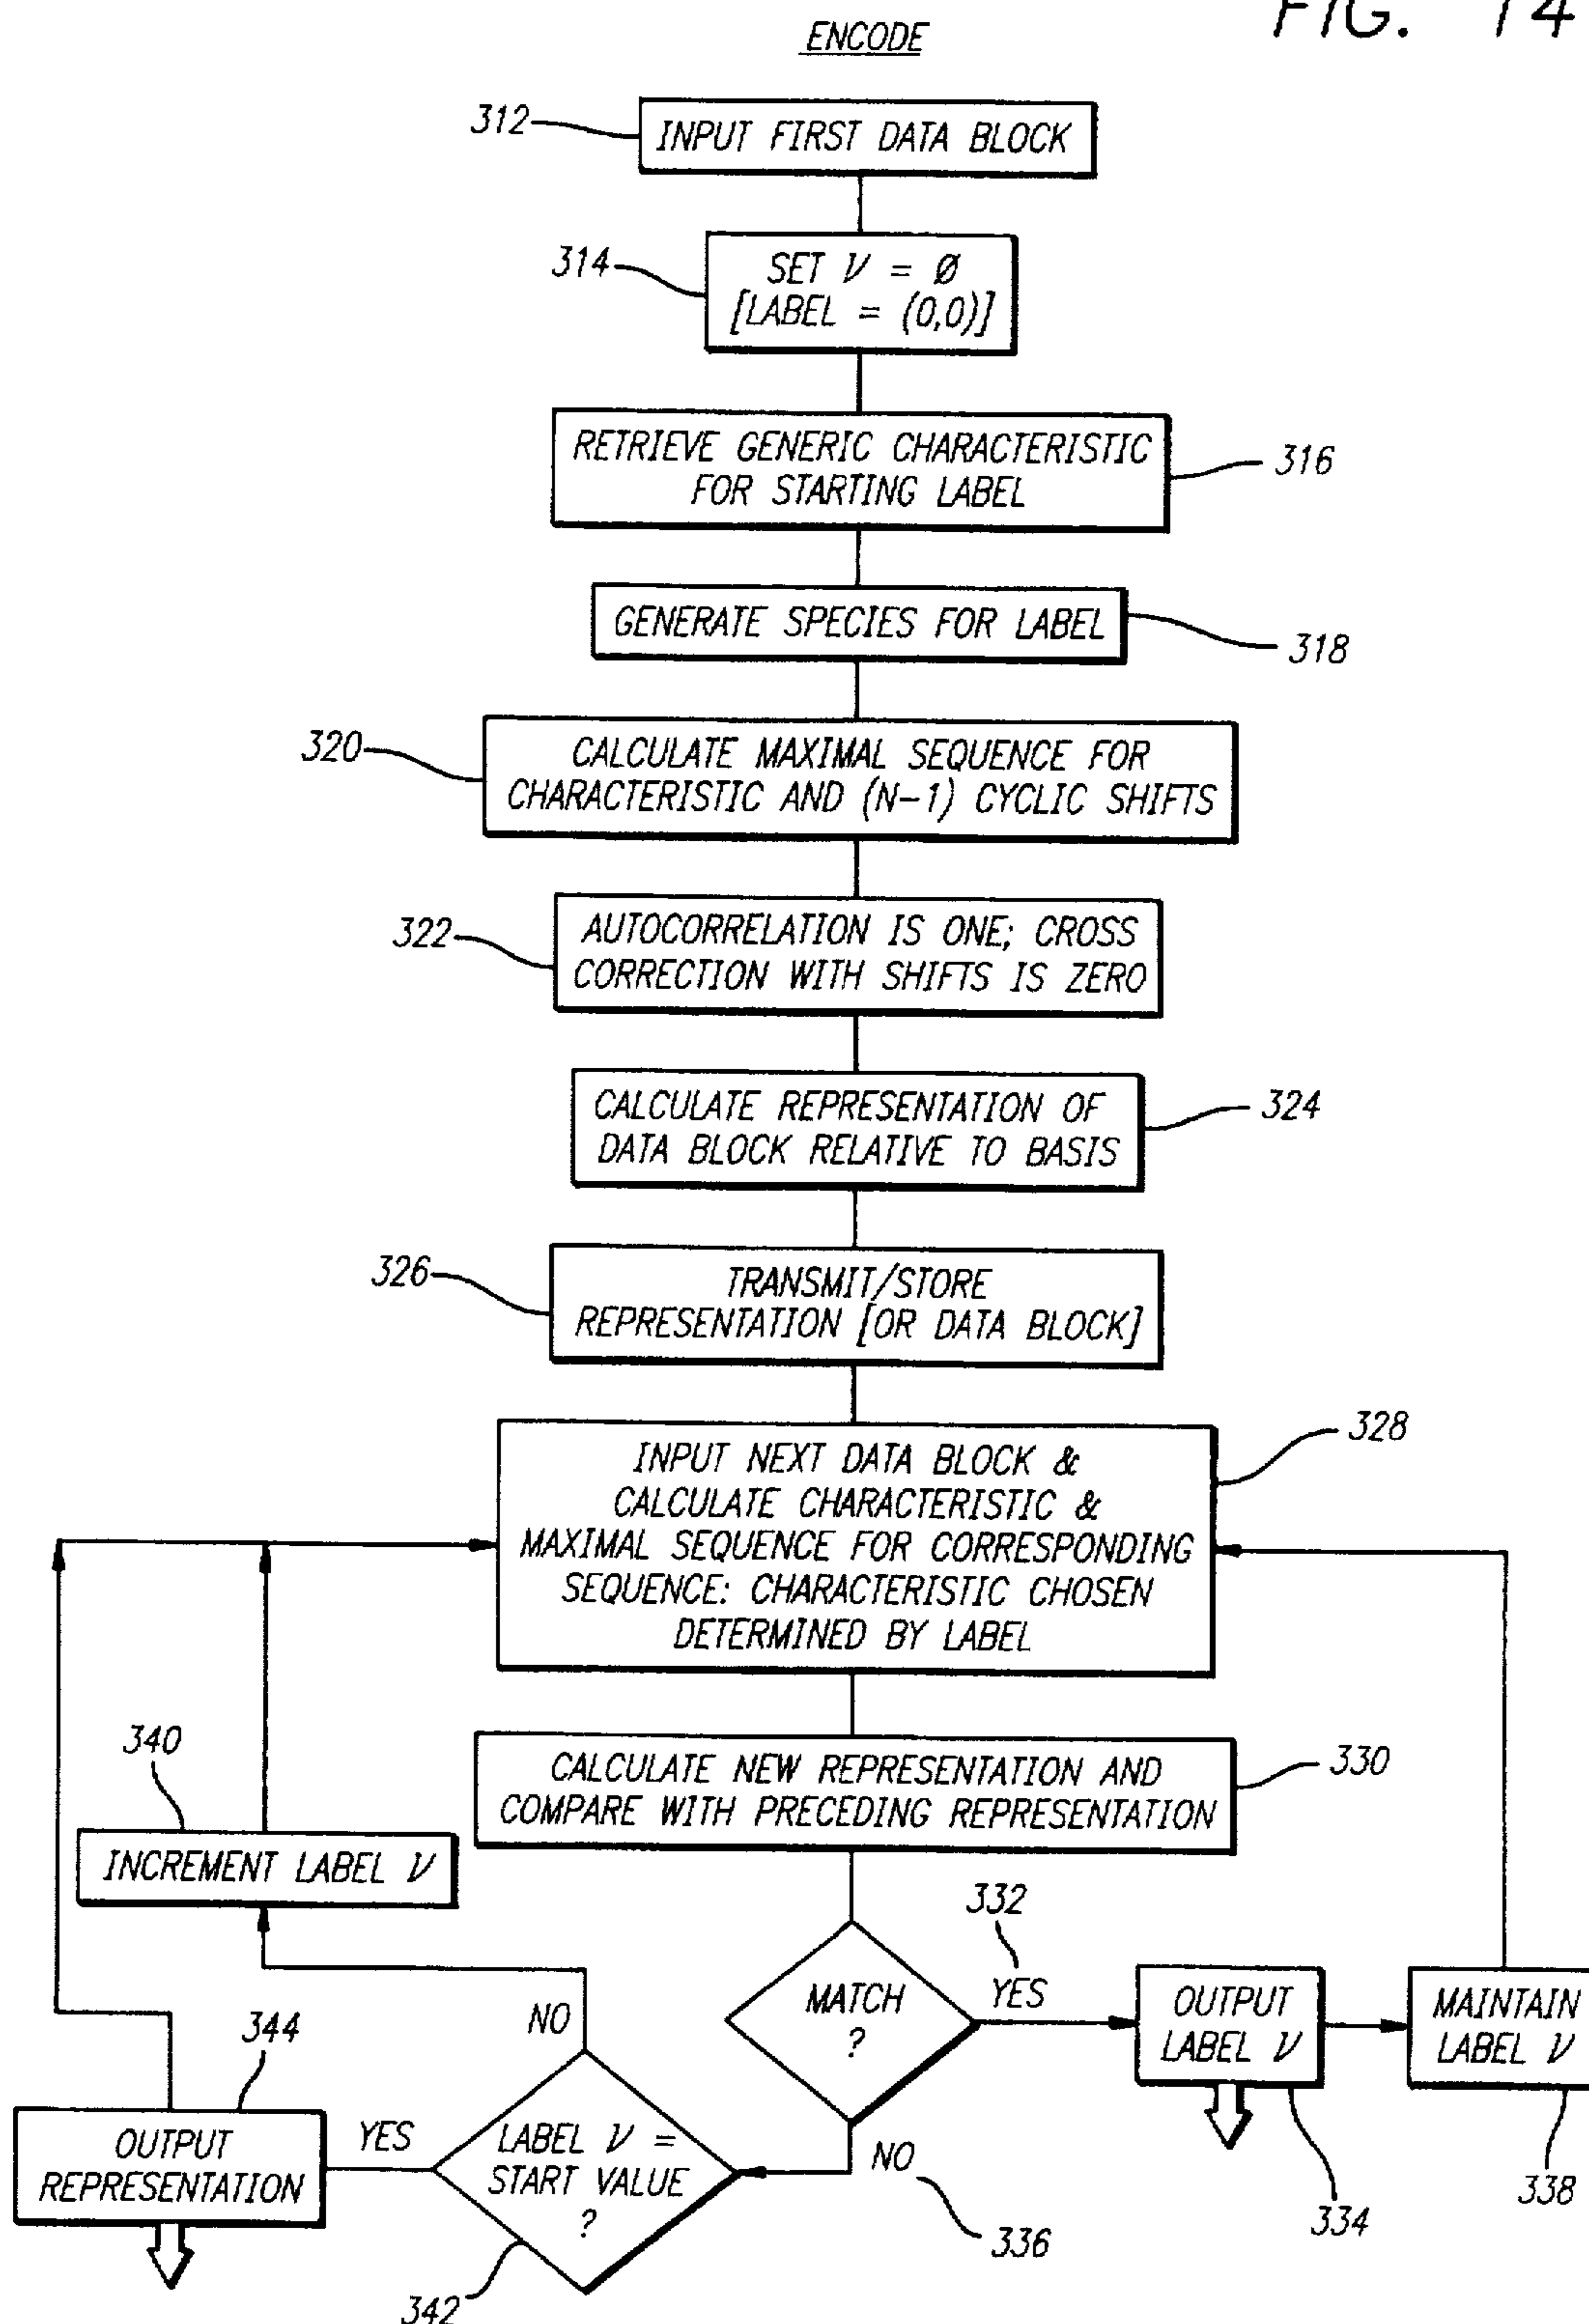 FIG. 14
ENCODE
312
INPUT FIRST DATA BLOCK
314
SET ν = Ø
[LABEL = (0,0)]
RETRIEVE GENERIC CHARACTERISTIC
FOR STARTING LABEL
316
GENERATE SPECIES FOR LABEL
318
320
CALCULATE MAXIMAL SEQUENCE FOR
CHARACTERISTIC AND (N-1) CYCLIC SHIFTS
322
AUTOCORRELATION IS ONE; CROSS
CORRECTION WITH SHIFTS IS ZERO
CALCULATE REPRESENTATION OF
DATA BLOCK RELATIVE TO BASIS
324
326
TRANSMIT/STORE
REPRESENTATION [OR DATA BLOCK]
328
INPUT NEXT DATA BLOCK &
CALCULATE CHARACTERISTIC &
MAXIMAL SEQUENCE FOR CORRESPONDING
SEQUENCE: CHARACTERISTIC CHOSEN
DETERMINED BY LABEL
CALCULATE NEW REPRESENTATION AND
COMPARE WITH PRECEDING REPRESENTATION
330
340
INCREMENT LABEL ν
332
MATCH
?
YES
OUTPUT
LABEL ν
334
MAINTAIN
LABEL ν
338
NO
336
NO
LABEL ν =
START VALUE
?
342
YES
344
OUTPUT
REPRESENTATION